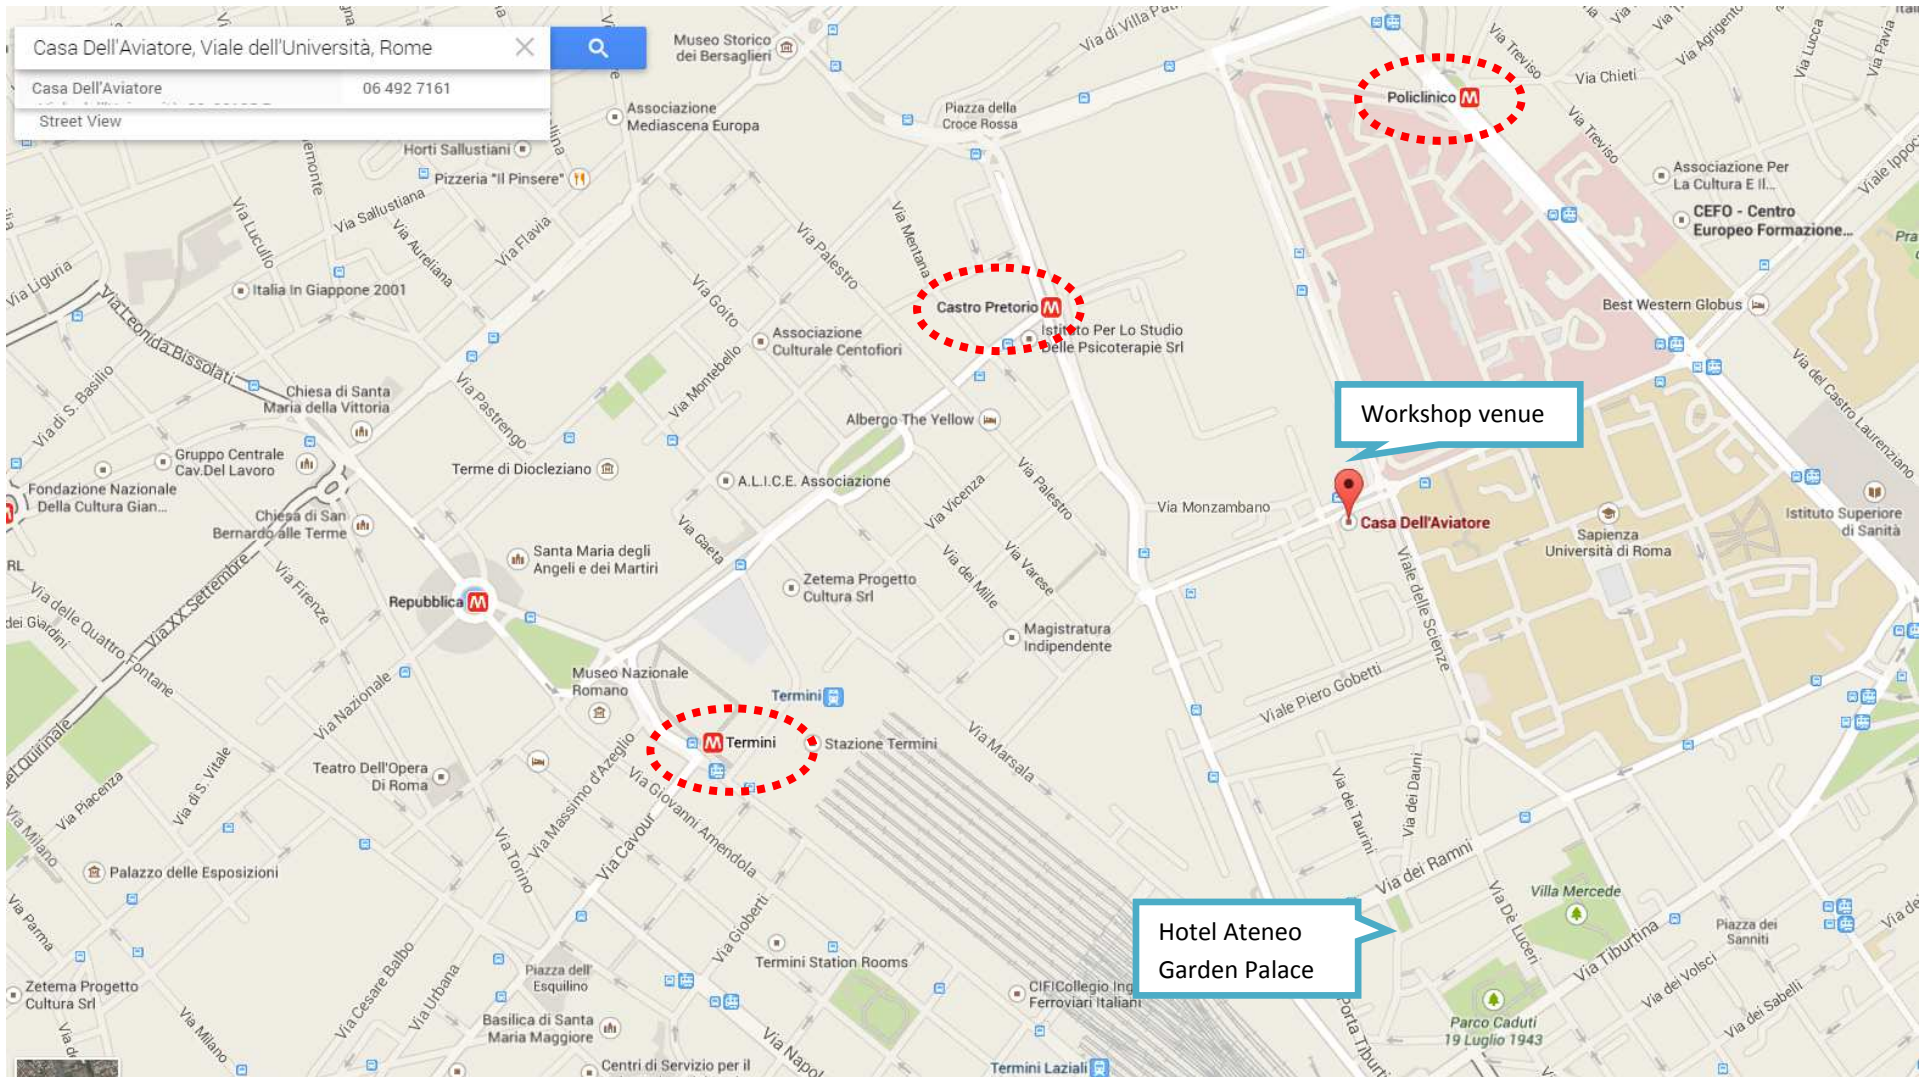 Casa Dell'Aviatore, Viale dell'Università, Rome
Casa Dell'Aviatore
06 492 7161
Street View
Museo Storico
dei Bersaglieri
Via di Villa
Policlinico
Via Treviso
Via Chieti
Via Agrigento
Via Lucca
Via Pavia
Associazione
Mediascena Europa
Piazza della
Croce Rossa
Via Treviso
Horti Sallustiani
Pizzeria "Il Pinsere"
Associazione Per
La Cultura E Il...
CEFO - Centro
Europeo Formazione...
Via Sallustiana
Via Lucullo
Via Aureliana
Via Flavia
Via Palestro
Via Mentana
Via Liguria
Italia In Giappone 2001
Via Goito
Castro Pretorio
Best Western Globus
Via Leonida Bissolati
Associazione
Culturale Centofiori
Istituto Per Lo Studio
Delle Psicoterapie Srl
Via di S. Basilio
Chiesa di Santa
Maria della Vittoria
Via Pastrengo
Via Montebello
Via del Castro Laurenziano
Workshop venue
Albergo The Yellow
Gruppo Centrale
Cav.Del Lavoro
Terme di Diocleziano
A.L.I.C.E. Associazione
Via Vicenza
Via Palestro
Fondazione Nazionale
Della Cultura Gian...
Chiesa di San
Bernardo alle Terme
Via Monzambano
Casa Dell'Aviatore
Sapienza
Università di Roma
Istituto Superiore
di Sanità
Via Gaeta
Santa Maria degli
Angeli e dei Martiri
Via dei Mille
Via Varese
RL
Via delle Quattro Fontane
Via XX Settembre
Via Firenze
Repubblica
Zetema Progetto
Cultura Srl
Viale delle Scienze
dei Giardini
Magistratura
Indipendente
Museo Nazionale
Romano
Termini
Viale Piero Gobetti
Via Nazionale
Termini
Stazione Termini
Via Marsala
del Quirinale
Via Piacenza
Via di S. Vitale
Teatro Dell'Opera
Di Roma
Via Massimo d'Azeglio
Via Giovanni Amendola
Via dei Taurini
Via dei Dauni
Via Milano
Via Torino
Via Cavour
Via dei Ramni
Palazzo delle Esposizioni
Villa Mercede
Via Parma
Via Gioberti
Hotel Ateneo
Garden Palace
Via Dè Luceri
Via Tiburtina
Piazza dei
Sanniti
Termini Station Rooms
Via Cesare Balbo
Via Urbana
Piazza dell'
Esquilino
Zetema Progetto
Cultura Srl
CIFICollegio Ing
Ferroviari Italiani
Via dei Volsci
Via dei Sabelli
Via Milano
Basilica di Santa
Maria Maggiore
Parco Caduti
19 Luglio 1943
Porta Tiburt
Centri di Servizio per il
Via Napo
Termini Laziali